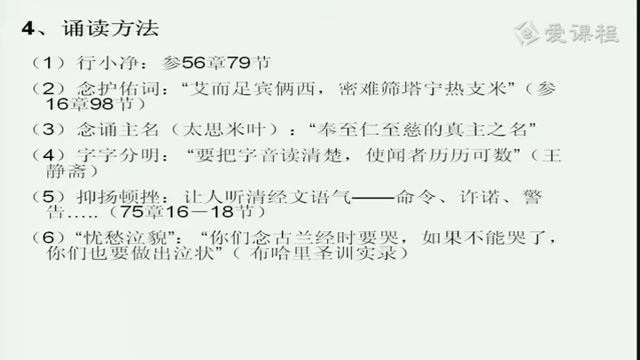 4、诵读方法
爱课程
（1）行小净：参56章79节
（2）念护佑词：“艾而足宾俩西，密难筛塔宁热支米”（参
16章98节）
（3）念诵主名（太思米叶）：“奉至仁至慈的真主之名”
（4）字字分明：“要把字音读清楚，使闻者历历可数”（王
静斋）
（5）抑扬顿挫：让人听清经文语气——命令、许诺、警
告…..（75章16－18节）
（6）“忧愁泣貌”：“你们念古兰经时要哭，如果不能哭了，
你们也要做出泣状”（ 布哈里圣训实录）